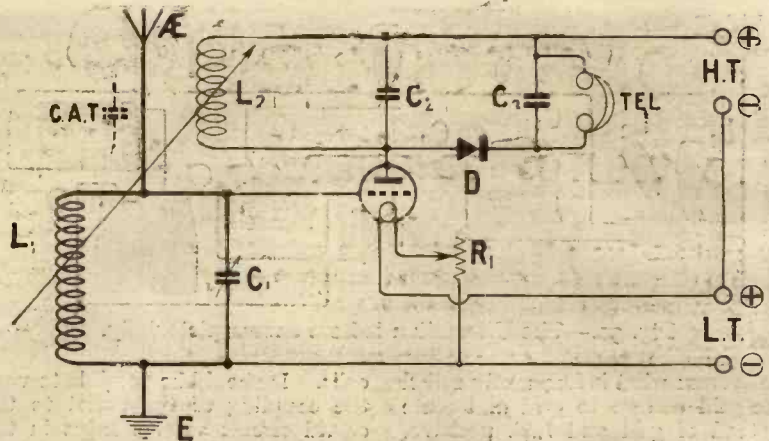 Æ
C.A.T.
L₂
C₂
C₃
TEL
⊕
H.T.
⊖
D
L₁
C₁
R₁
⊕
L.T.
⊖
E